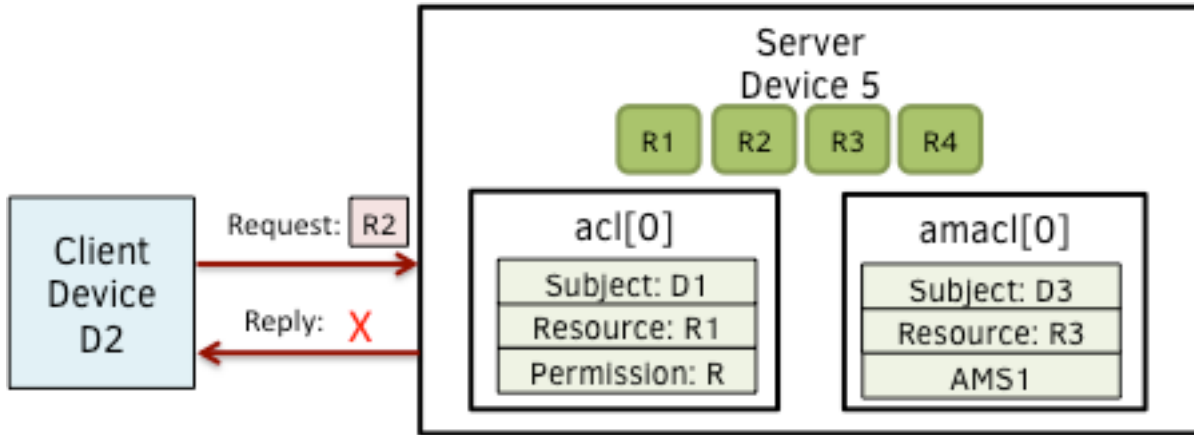 Server
Device 5
R1 R2 R3 R4
Client
Device
D2
Request: R2
Reply: X
acl[0]
Subject: D1
Resource: R1
Permission: R
amacl[0]
Subject: D3
Resource: R3
AMS1